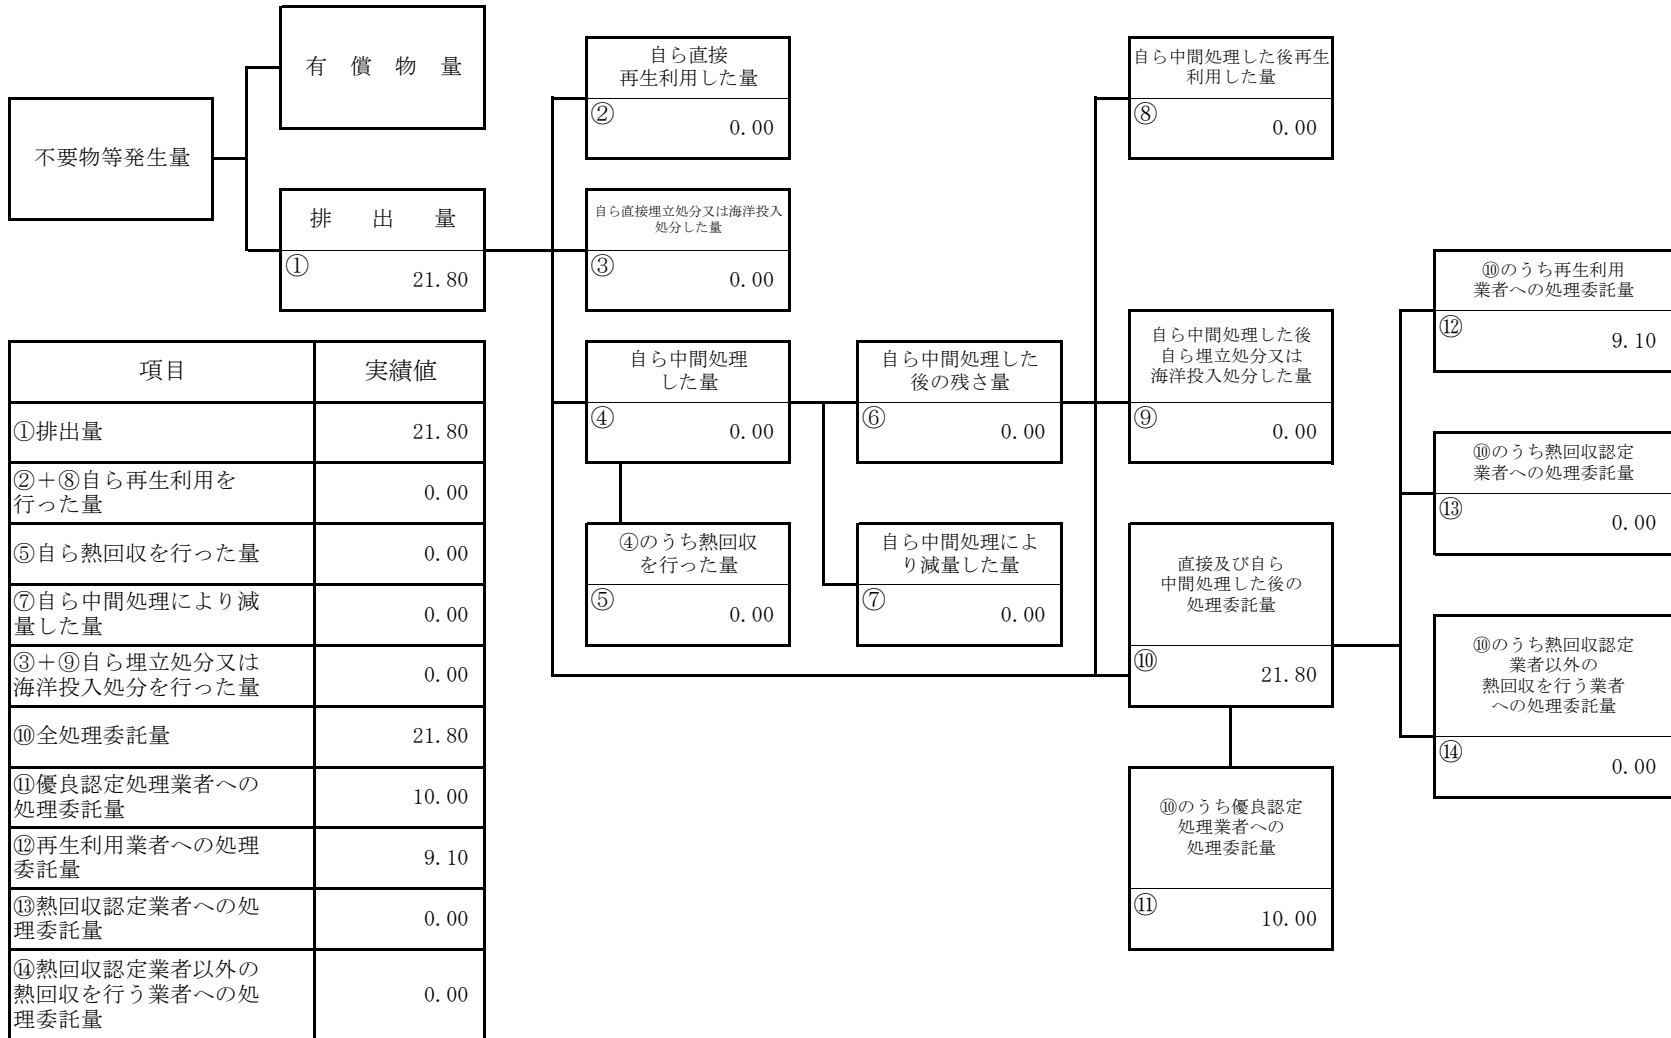 不要物等発生量
有 償 物 量
排 出 量
① 21.80
自ら直接
再生利用した量
② 0.00
自ら直接埋立処分又は海洋投入
処分した量
③ 0.00
自ら中間処理
した量
④ 0.00
④のうち熱回収
を行った量
⑤ 0.00
自ら中間処理した
後の残さ量
⑥ 0.00
自ら中間処理によ
り減量した量
⑦ 0.00
自ら中間処理した後再生
利用した量
⑧ 0.00
自ら中間処理した後
自ら埋立処分又は
海洋投入処分した量
⑨ 0.00
直接及び自ら
中間処理した後の
処理委託量
⑩ 21.80
⑩のうち優良認定
処理業者への
処理委託量
⑪ 10.00
⑩のうち再生利用
業者への処理委託量
⑫ 9.10
⑩のうち熱回収認定
業者への処理委託量
⑬ 0.00
⑩のうち熱回収認定
業者以外の
熱回収を行う業者
への処理委託量
⑭ 0.00
項目 実績値
①排出量 21.80
②+⑧自ら再生利用を
行った量 0.00
⑤自ら熱回収を行った量 0.00
⑦自ら中間処理により減
量した量 0.00
③+⑨自ら埋立処分又は
海洋投入処分を行った量 0.00
⑩全処理委託量 21.80
⑪優良認定処理業者への
処理委託量 10.00
⑫再生利用業者への処理
委託量 9.10
⑬熱回収認定業者への処
理委託量 0.00
⑭熱回収認定業者以外の
熱回収を行う業者への処
理委託量 0.00